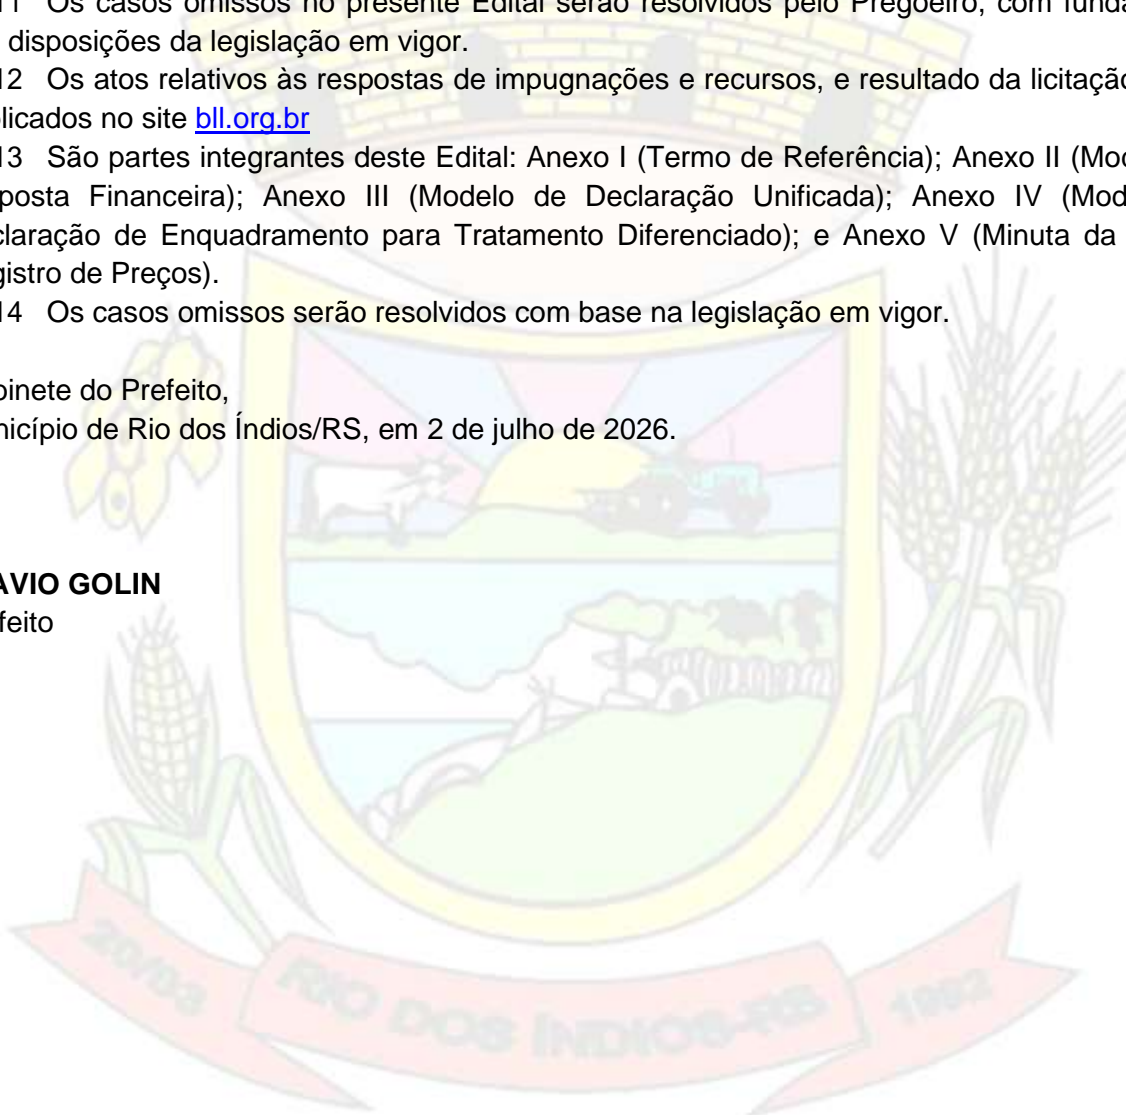 11 Os casos omissos no presente Edital serão resolvidos pelo Pregoeiro, com funda
disposições da legislação em vigor.
12 Os atos relativos às respostas de impugnações e recursos, e resultado da licitação
licados no site bll.org.br
13 São partes integrantes deste Edital: Anexo I (Termo de Referência); Anexo II (Mod
posta Financeira); Anexo III (Modelo de Declaração Unificada); Anexo IV (Mod
claração de Enquadramento para Tratamento Diferenciado); e Anexo V (Minuta da
gistro de Preços).
14 Os casos omissos serão resolvidos com base na legislação em vigor.
binete do Prefeito,
nicípio de Rio dos Índios/RS, em 2 de julho de 2026.
AVIO GOLIN
feito
20/03
RIO DOS ÍNDIOS-RS
1992